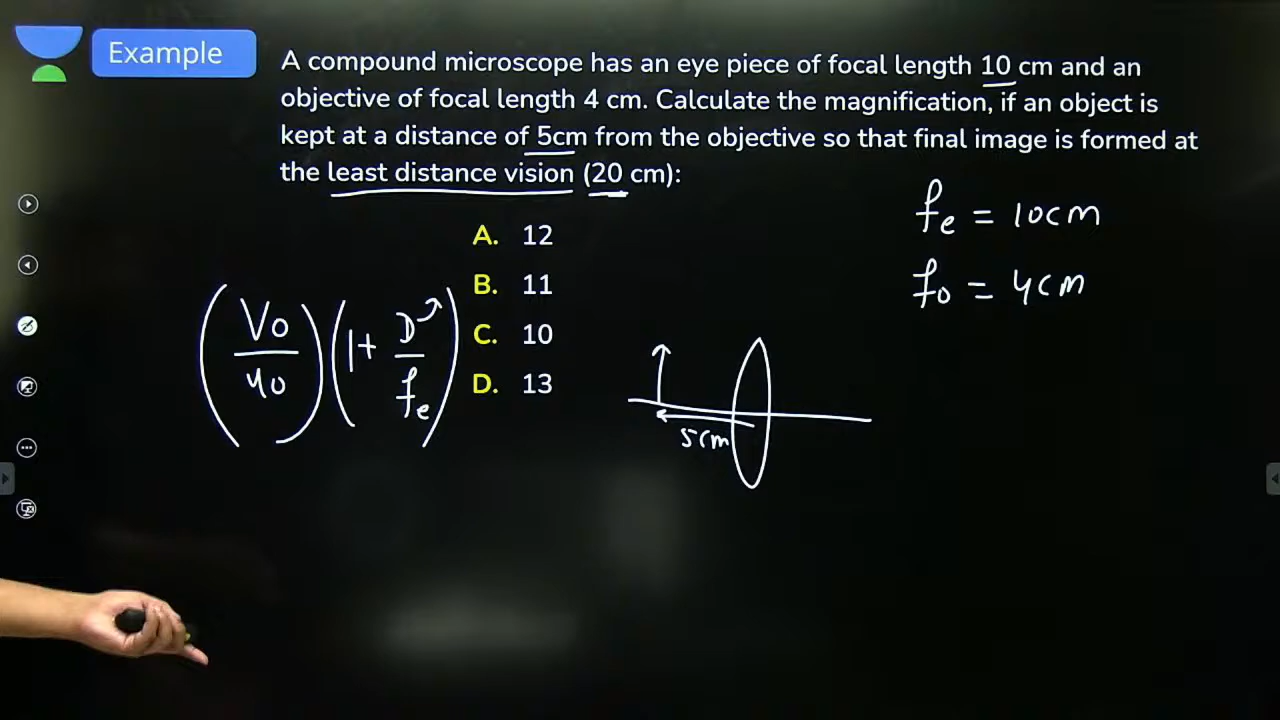 Example
A compound microscope has an eye piece of focal length 10 cm and an
objective of focal length 4 cm. Calculate the magnification, if an object is
kept at a distance of 5cm from the objective so that final image is formed at
the least distance vision (20 cm):
A. 12
B. 11
C. 10
D. 13
fe = 10cm
fo = 4cm
(Vo/uo)(1+ D/fe)
5cm